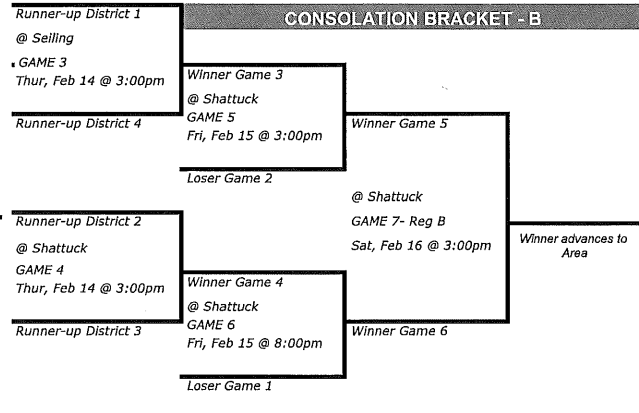 CONSOLATION BRACKET - B
Runner-up District 1
@ Seiling
GAME 3
Thur, Feb 14 @ 3:00pm
Runner-up District 4
Winner Game 3
@ Shattuck
GAME 5
Fri, Feb 15 @ 3:00pm
Loser Game 2
Winner Game 5
@ Shattuck
GAME 7- Reg B
Sat, Feb 16 @ 3:00pm
Winner Game 6
Winner advances to
Area
Runner-up District 2
@ Shattuck
GAME 4
Thur, Feb 14 @ 3:00pm
Runner-up District 3
Winner Game 4
@ Shattuck
GAME 6
Fri, Feb 15 @ 8:00pm
Loser Game 1